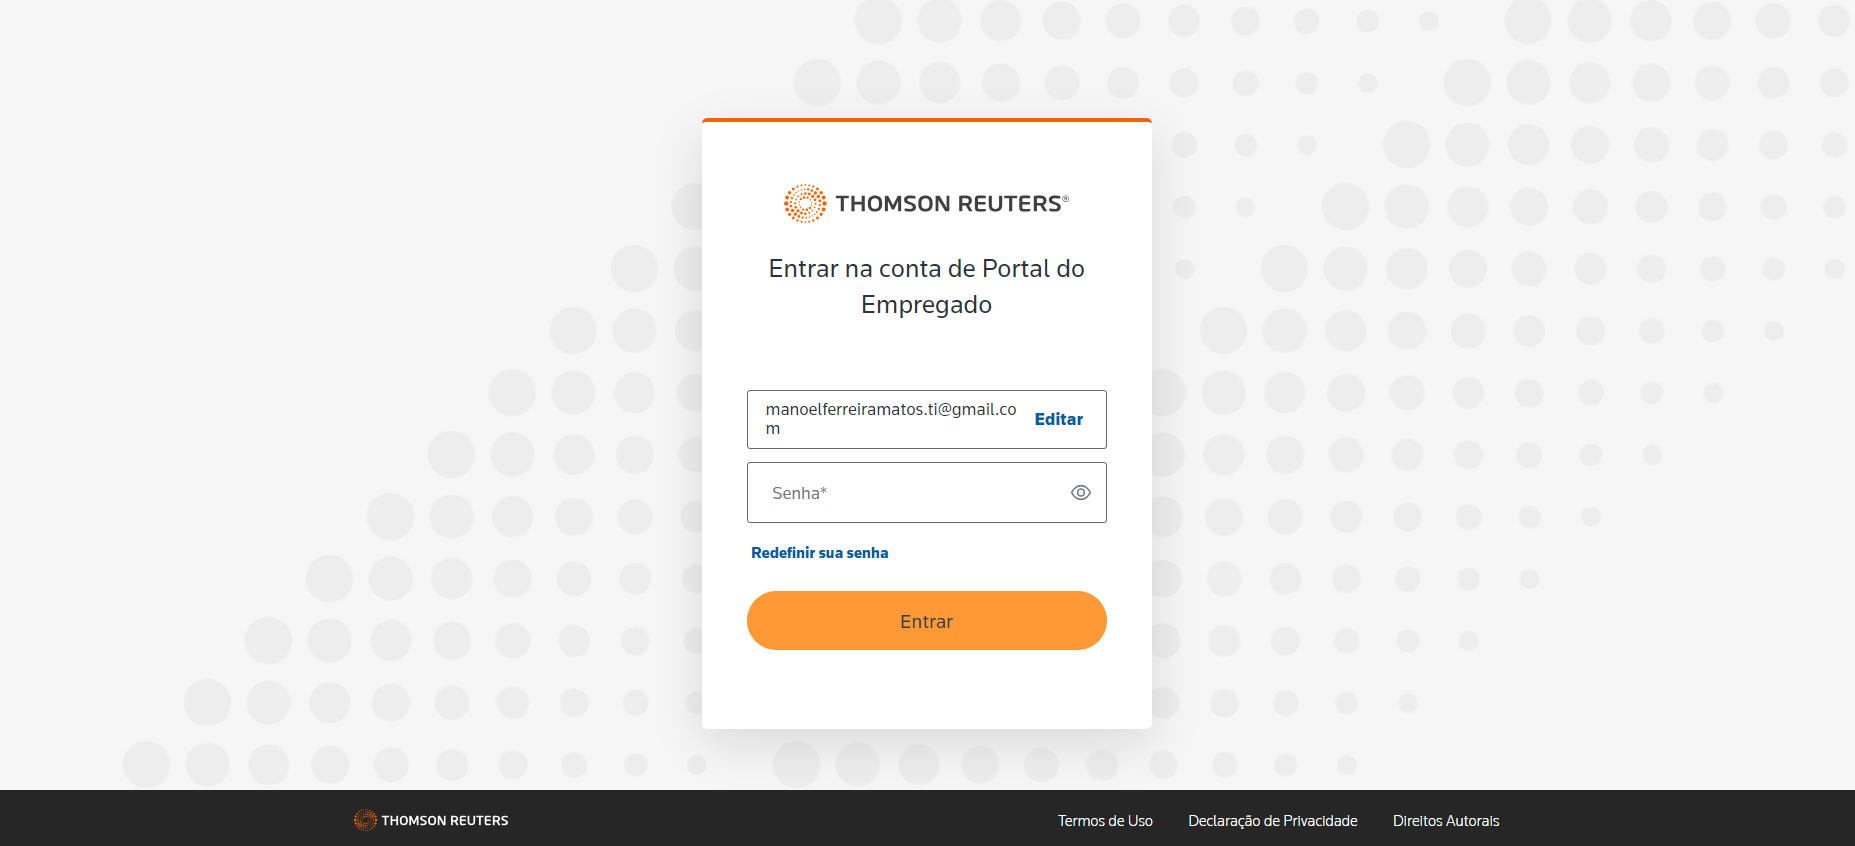 THOMSON REUTERS®
Entrar na conta de Portal do
Empregado
manoelferreiramatos.ti@gmail.co
m
Editar
Senha*
Redefinir sua senha
Entrar
THOMSON REUTERS
Termos de Uso
Declaração de Privacidade
Direitos Autorais